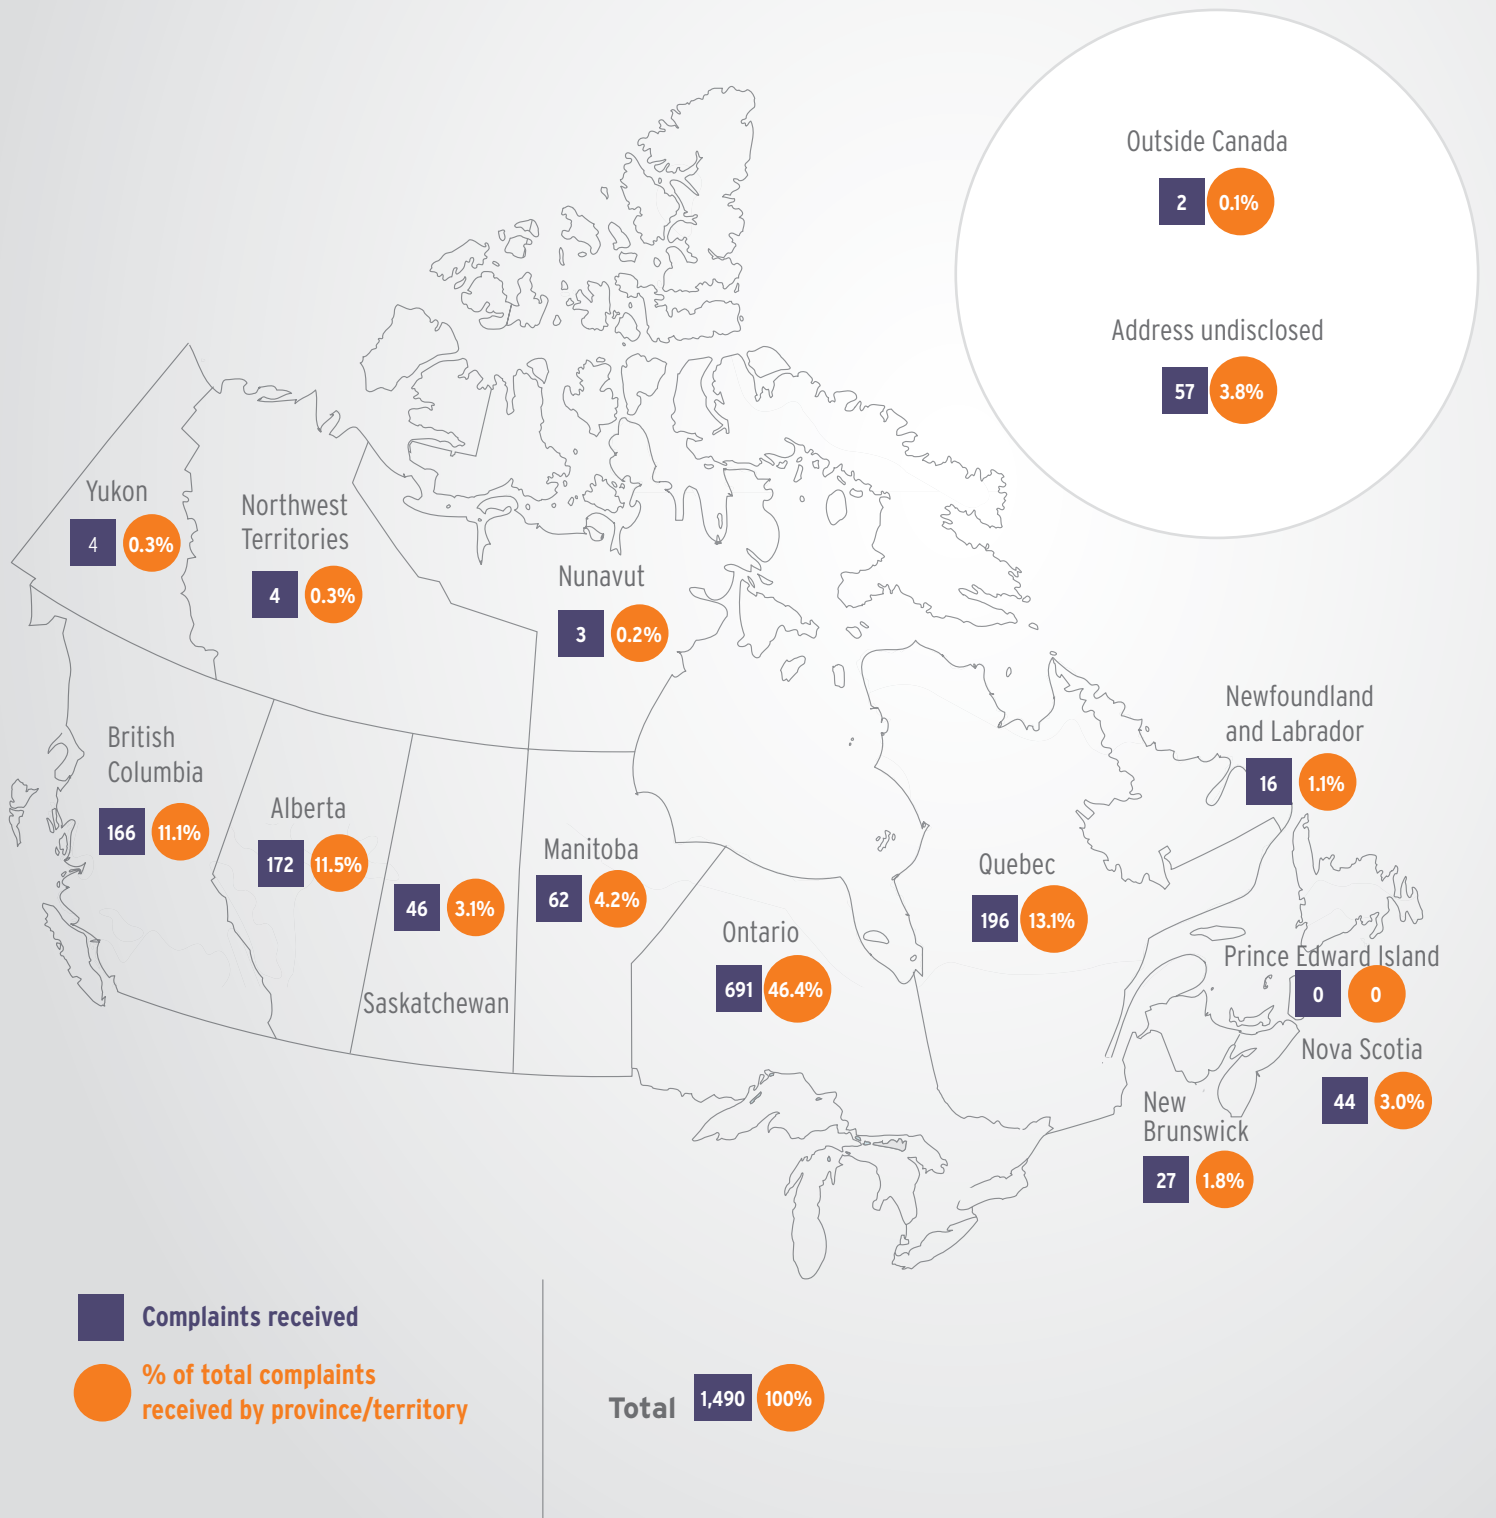 Outside Canada
2 0.1%
Address undisclosed
57 3.8%
Yukon
4 0.3%
Northwest
Territories
4 0.3%
Nunavut
3 0.2%
British
Columbia
166 11.1%
Alberta
172 11.5%
46 3.1%
Saskatchewan
Manitoba
62 4.2%
Ontario
691 46.4%
Quebec
196 13.1%
Newfoundland
and Labrador
16 1.1%
Prince Edward Island
0 0
Nova Scotia
44 3.0%
New
Brunswick
27 1.8%
Complaints received
% of total complaints
received by province/territory
Total 1,490 100%